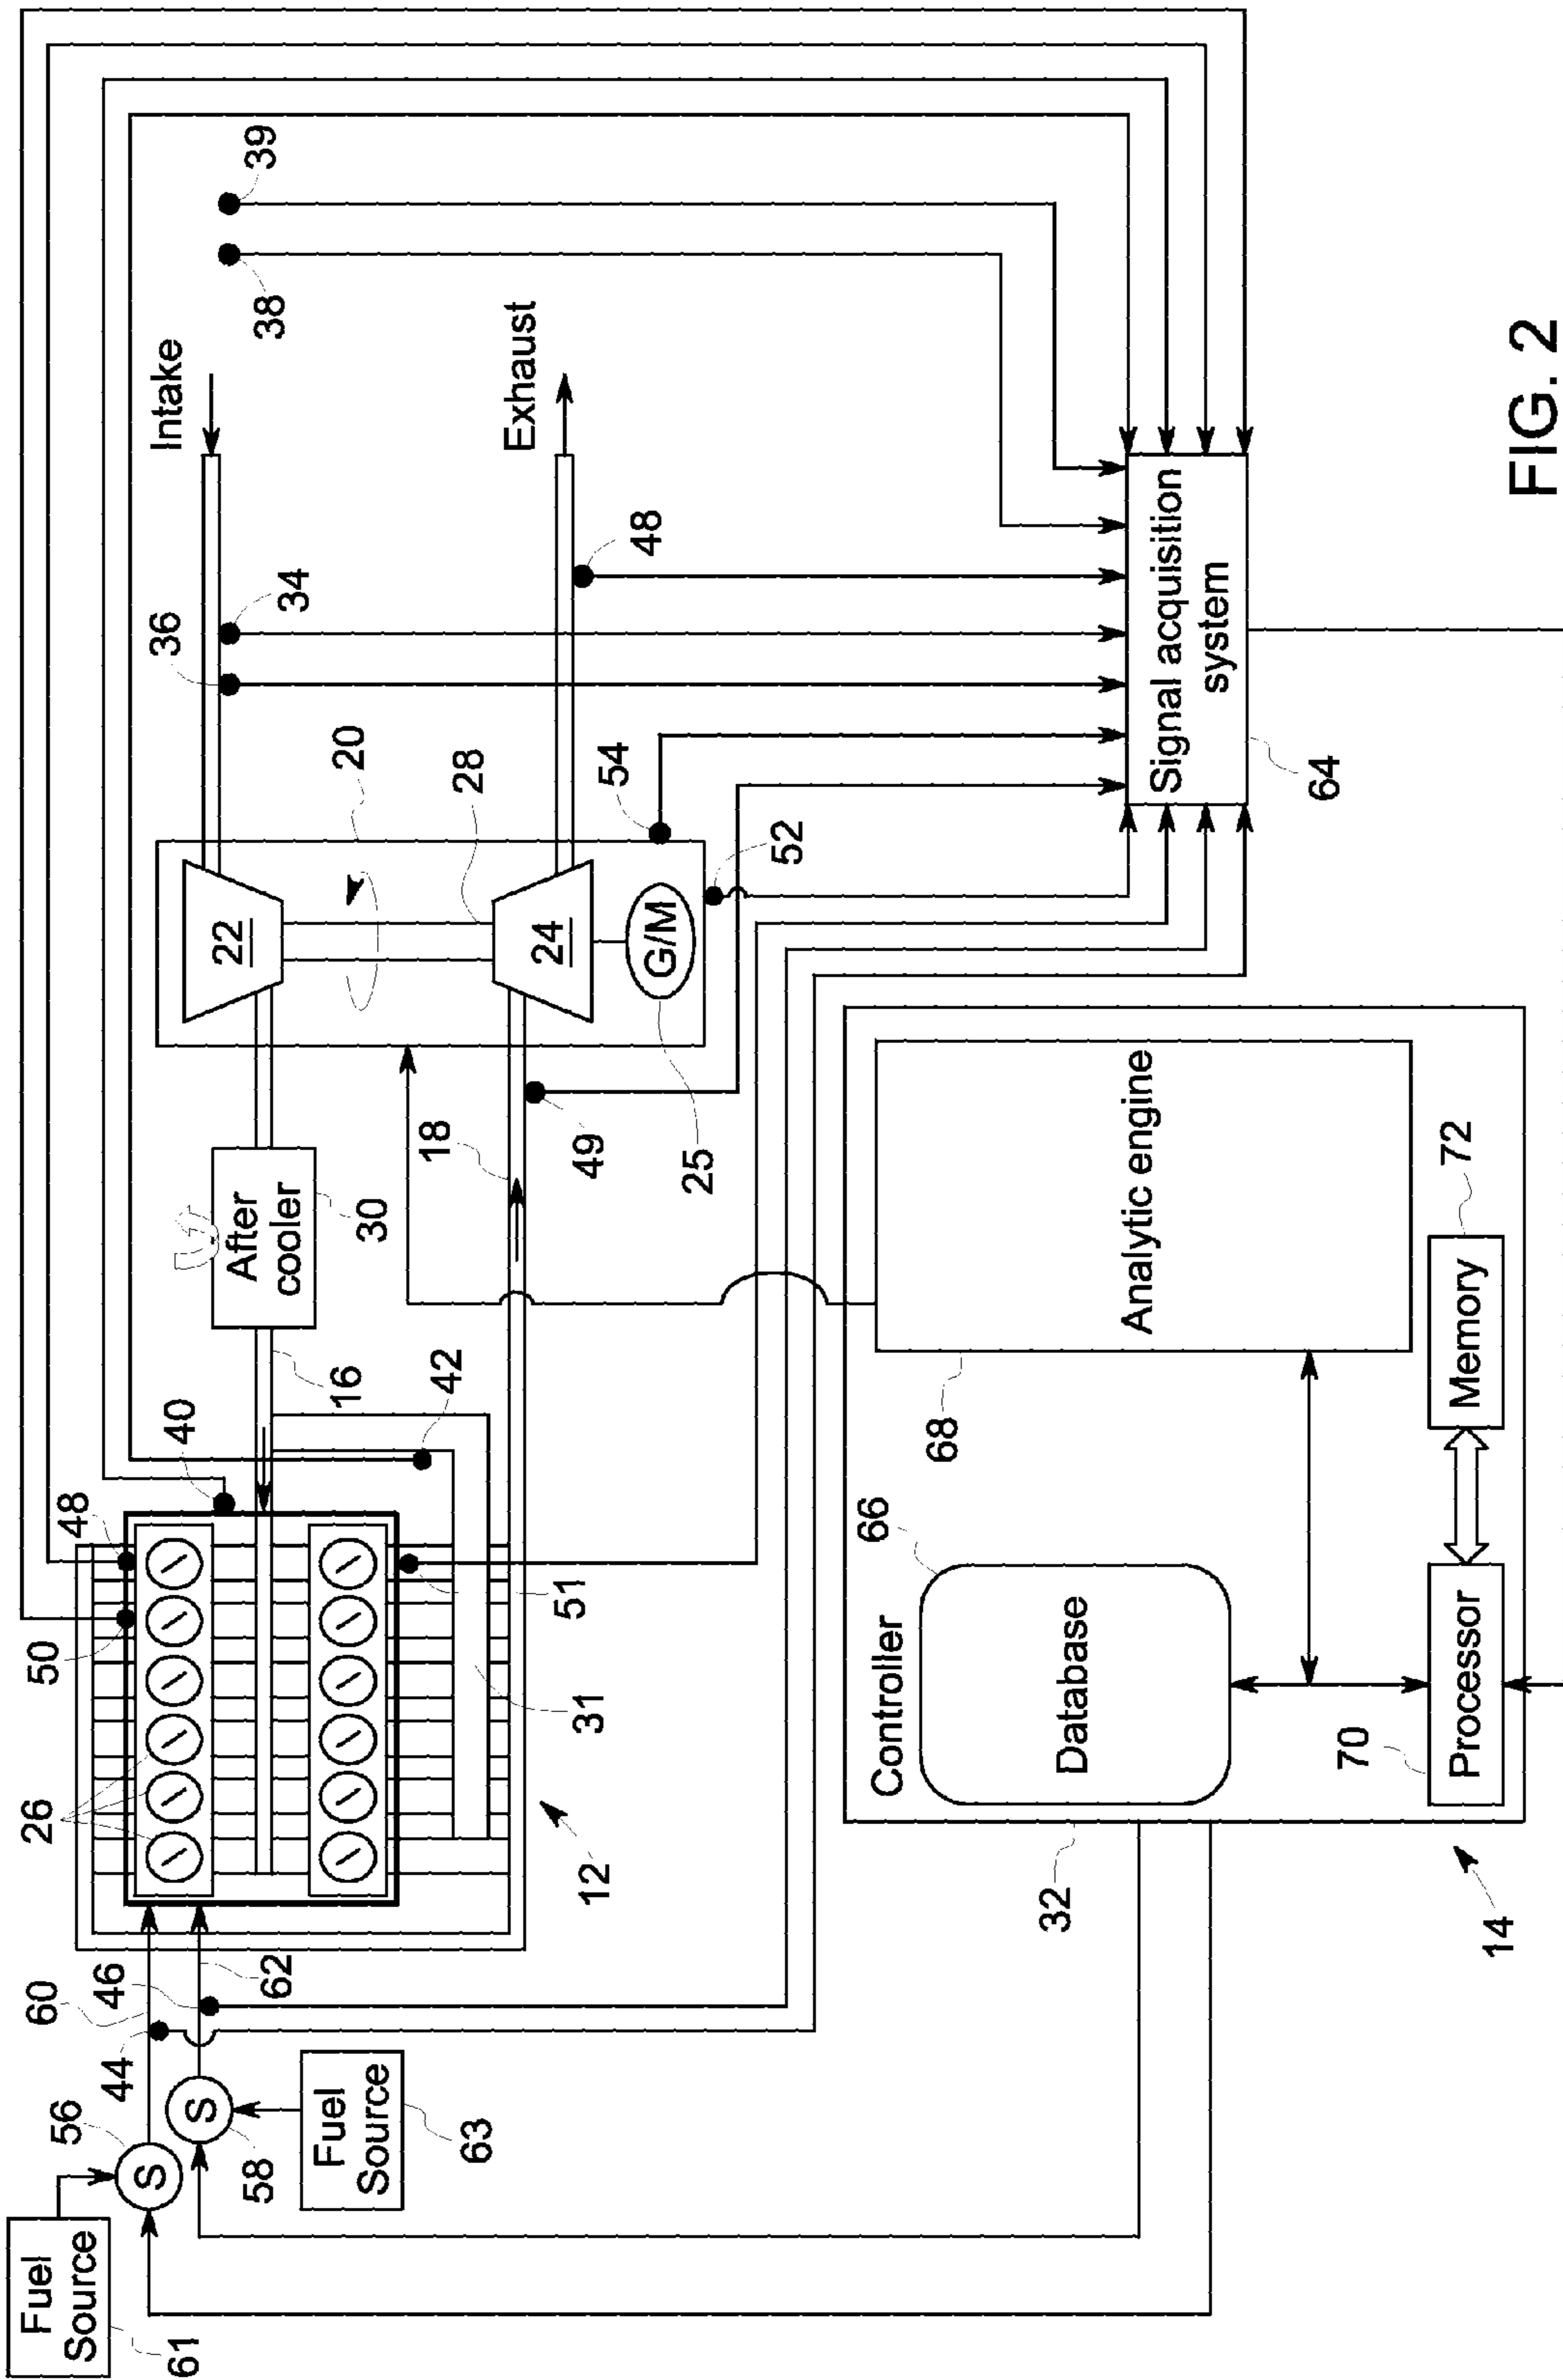 Fuel
Source
61
56
S
60
44
S
58
Fuel
Source
63
46
62
26
50
48
40
12
31
51
42
16
After
cooler
30
18
49
22
20
28
24
G/M
25
54
52
36
34
Intake
Exhaust
48
38
39
Signal acquisition
system
64
Controller
32
66
Database
68
Analytic engine
70
Processor
Memory
72
14
FIG. 2